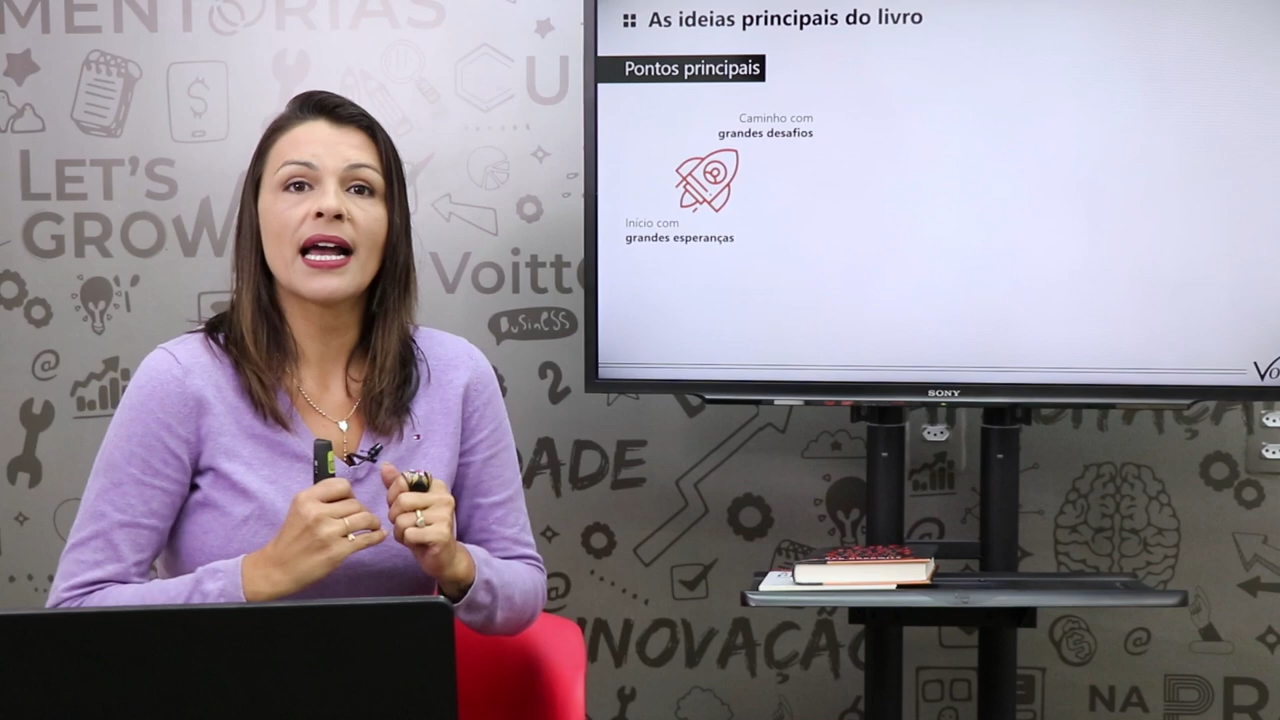 MENTORIAS
LET'S
GROW
Voitto
BUSINESS
2
DADE
INOVAÇÃO
NA
As ideias principais do livro
Pontos principais
Caminho com
grandes desafios
Início com
grandes esperanças
SONY